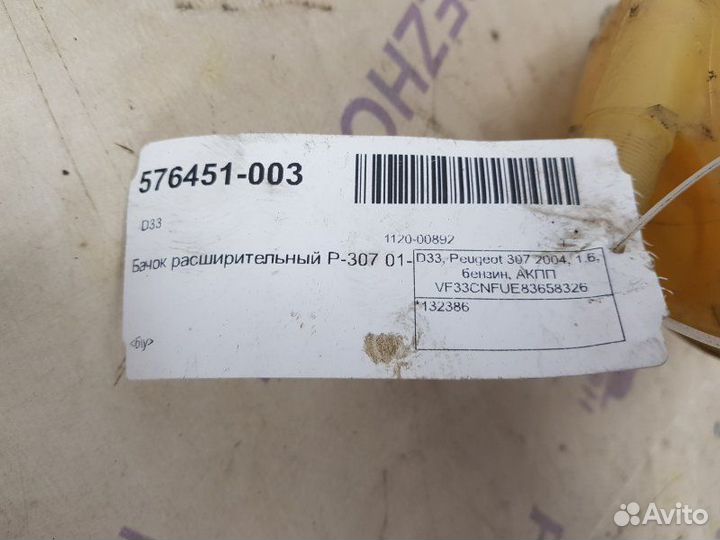 576451-003
D33
1120-00892
Бачок расширительный P-307 01-
D33, Peugeot 307 2004, 1.6,
бензин, АКПП
VF33CNFUE83658326
*132386
<б\у>
EZHO
Avito